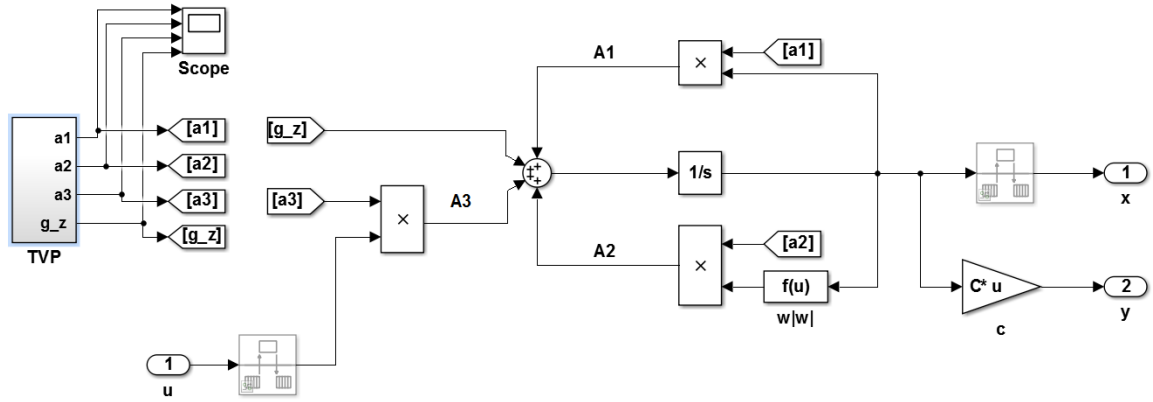 Scope
a1
a2
a3
g_z
TVP
[a1]
[a2]
[a3]
[g_z]
[g_z]
[a3]
×
A3
1
u
A1
×
[a1]
1/s
A2
×
[a2]
f(u)
w|w|
1
x
C* u
c
2
y